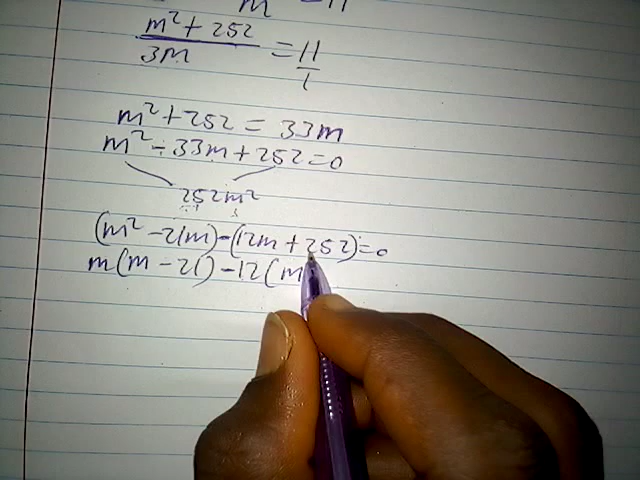 m² + 252
3m
= 11
1
m² + 252 = 33m
m² - 33m + 252 = 0
252m²
(m² - 21m) - (12m + 252) = 0
m(m - 21) - 12(m